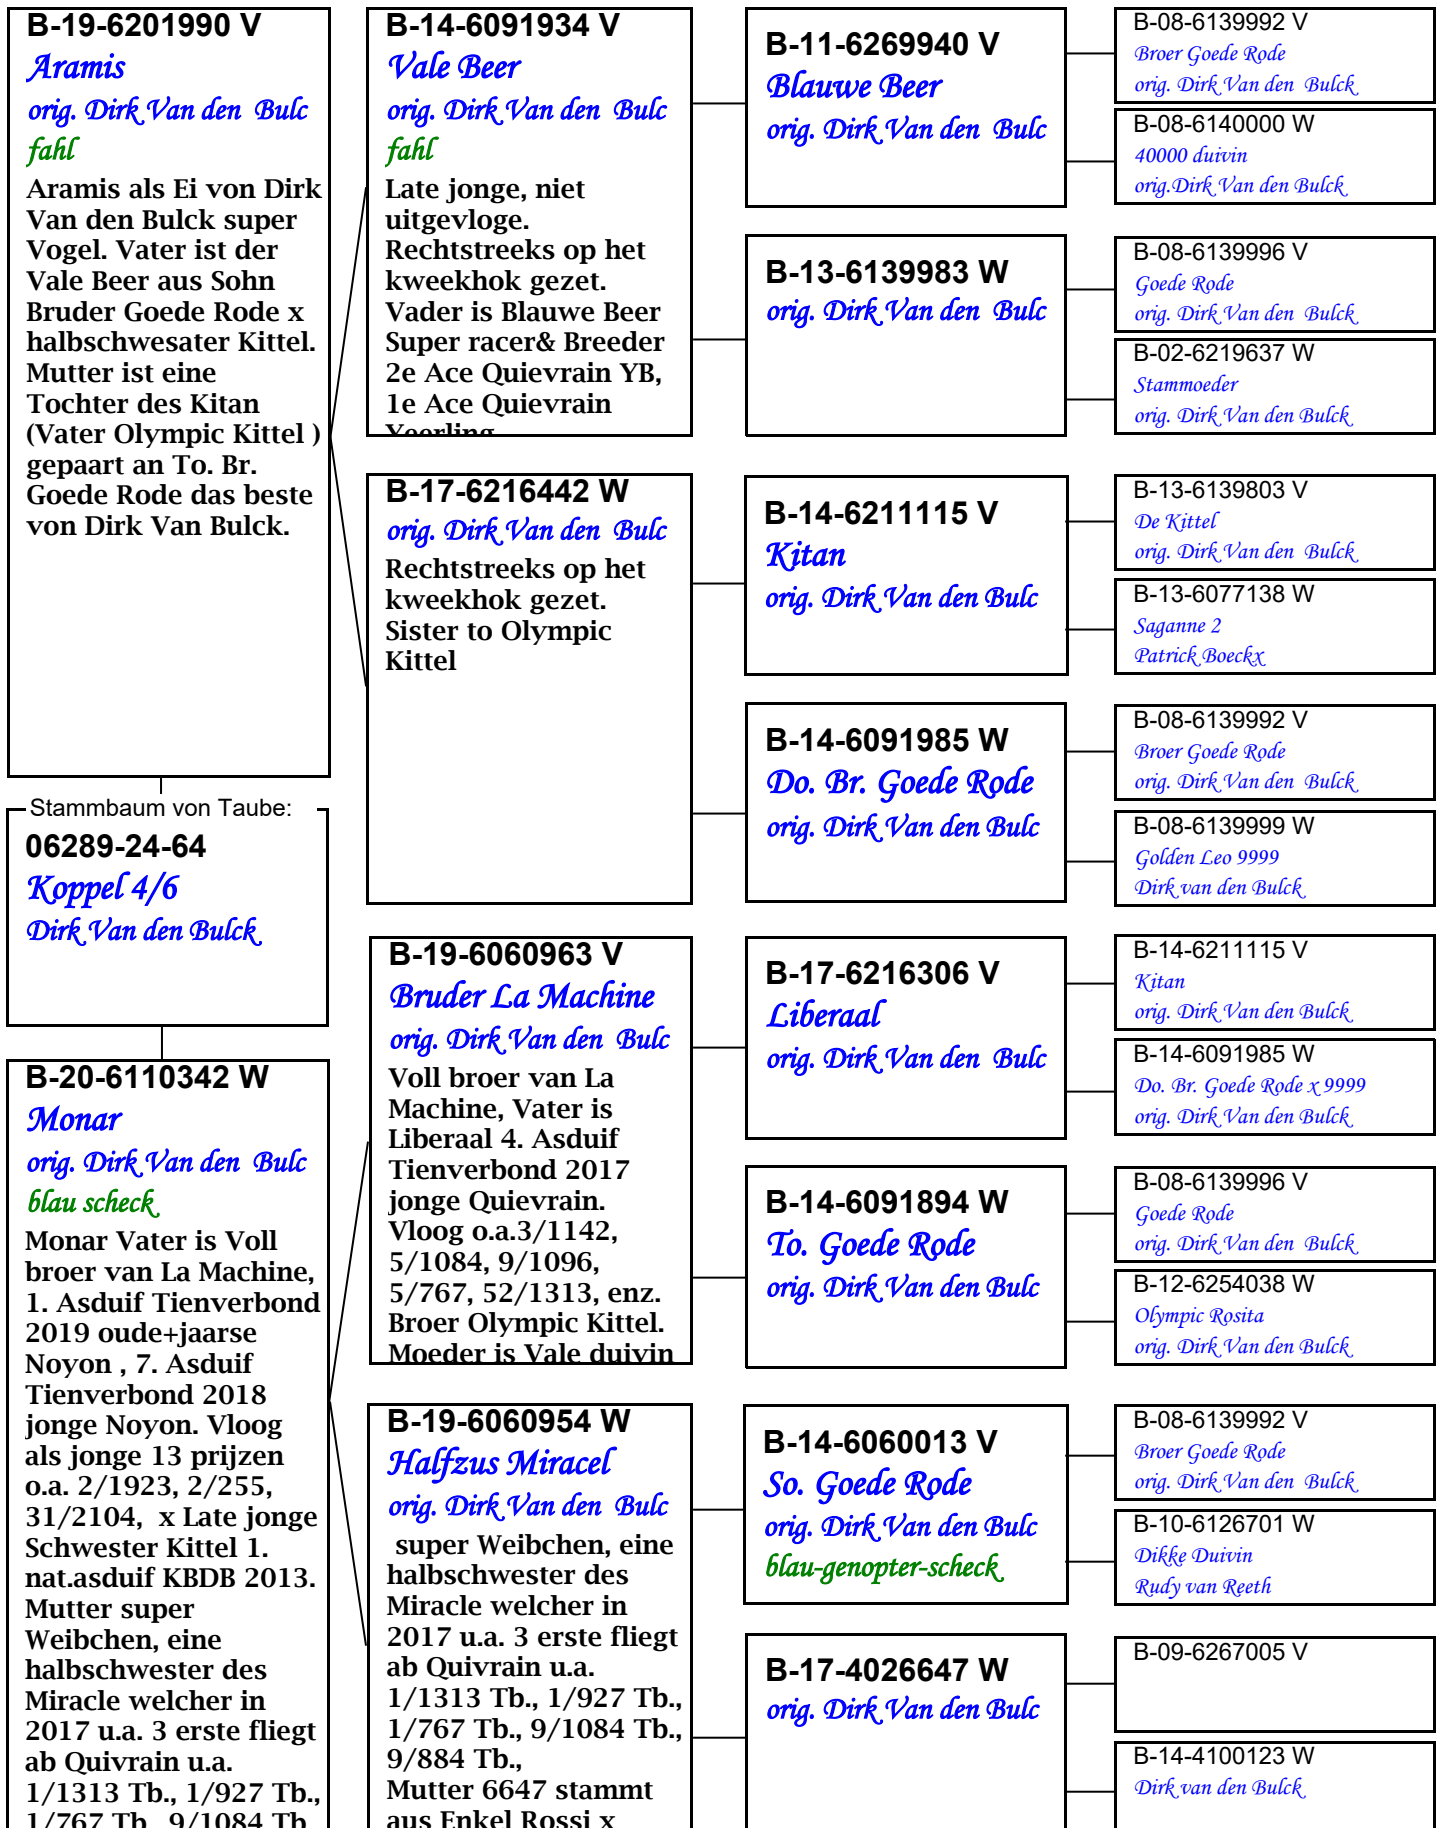 B-19-6201990 V
Aramis
orig. Dirk Van den  Bulc
fahl
Aramis als Ei von Dirk
Van den Bulck super
Vogel. Vater ist der
Vale Beer aus Sohn
Bruder Goede Rode x
halbschwesater Kittel.
Mutter ist eine
Tochter des Kitan
(Vater Olympic Kittel )
gepaart an To. Br.
Goede Rode das beste
von Dirk Van Bulck.
Stammbaum von Taube:
06289-24-64
Koppel 4/6
Dirk Van den Bulck
B-20-6110342 W
Monar
orig. Dirk Van den  Bulc
blau scheck
Monar Vater is Voll
broer van La Machine,
1. Asduif Tienverbond
2019 oude+jaarse
Noyon , 7. Asduif
Tienverbond 2018
jonge Noyon. Vloog
als jonge 13 prijzen
o.a. 2/1923, 2/255,
31/2104,  x Late jonge
Schwester Kittel 1.
nat.asduif KBDB 2013.
Mutter super
Weibchen, eine
halbschwester des
Miracle welcher in
2017 u.a. 3 erste fliegt
ab Quivrain u.a.
1/1313 Tb., 1/927 Tb.,
1/767 Tb., 9/1084 Tb.,
B-14-6091934 V
Vale Beer
orig. Dirk Van den  Bulc
fahl
Late jonge, niet
uitgevloge.
Rechtstreeks op het
kweekhok gezet.
Vader is Blauwe Beer
Super racer& Breeder
2e Ace Quievrain YB,
1e Ace Quievrain
Yeorling
B-17-6216442 W
orig. Dirk Van den  Bulc
Rechtstreeks op het
kweekhok gezet.
Sister to Olympic
Kittel
B-19-6060963 V
Bruder La Machine
orig. Dirk Van den  Bulc
Voll broer van La
Machine, Vater is
Liberaal 4. Asduif
Tienverbond 2017
jonge Quievrain.
Vloog o.a.3/1142,
5/1084, 9/1096,
5/767, 52/1313, enz.
Broer Olympic Kittel.
Moeder is Vale duivin
B-19-6060954 W
Halfzus Miracel
orig. Dirk Van den  Bulc
super Weibchen, eine
halbschwester des
Miracle welcher in
2017 u.a. 3 erste fliegt
ab Quivrain u.a.
1/1313 Tb., 1/927 Tb.,
1/767 Tb., 9/1084 Tb.,
9/884 Tb.,
Mutter 6647 stammt
aus Enkel Rossi x
B-11-6269940 V
Blauwe Beer
orig. Dirk Van den  Bulc
B-13-6139983 W
orig. Dirk Van den  Bulc
B-14-6211115 V
Kitan
orig. Dirk Van den Bulc
B-14-6091985 W
Do. Br. Goede Rode
orig. Dirk Van den Bulc
B-17-6216306 V
Liberaal
orig. Dirk Van den  Bulc
B-14-6091894 W
To. Goede Rode
orig. Dirk Van den Bulc
B-14-6060013 V
So. Goede Rode
orig. Dirk Van den Bulc
blau-genopter-scheck
B-17-4026647 W
orig. Dirk Van den Bulc
B-08-6139992 V
Broer Goede Rode
orig. Dirk Van den  Bulck
B-08-6140000 W
40000 duivin
orig.Dirk Van den Bulck
B-08-6139996 V
Goede Rode
orig. Dirk Van den  Bulck
B-02-6219637 W
Stammoeder
orig. Dirk Van den Bulck
B-13-6139803 V
De Kittel
orig. Dirk Van den  Bulck
B-13-6077138 W
Saganne 2
Patrick Boeckx
B-08-6139992 V
Broer Goede Rode
orig. Dirk Van den  Bulck
B-08-6139999 W
Golden Leo 9999
Dirk van den Bulck
B-14-6211115 V
Kitan
orig. Dirk Van den Bulck
B-14-6091985 W
Do. Br. Goede Rode x 9999
orig. Dirk Van den Bulck
B-08-6139996 V
Goede Rode
orig. Dirk Van den  Bulck
B-12-6254038 W
Olympic Rosita
orig. Dirk Van den Bulck
B-08-6139992 V
Broer Goede Rode
orig. Dirk Van den  Bulck
B-10-6126701 W
Dikke Duivin
Rudy van Reeth
B-09-6267005 V
B-14-4100123 W
Dirk van den Bulck